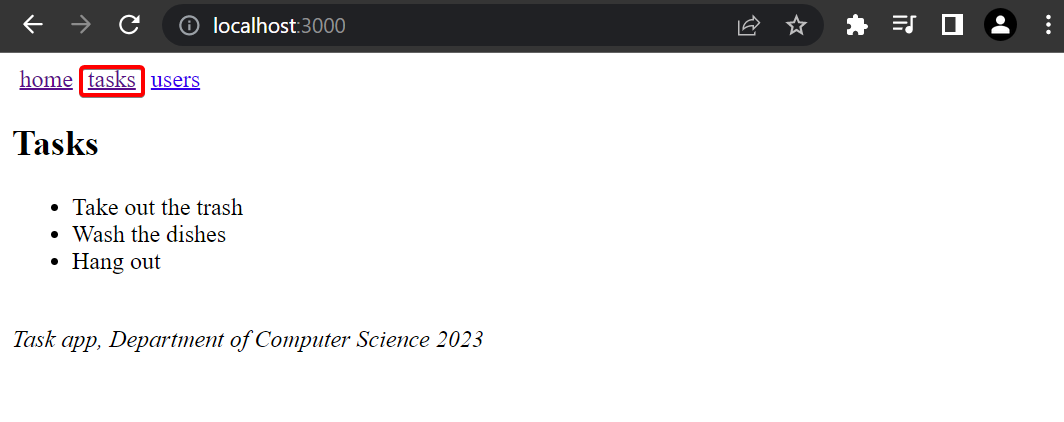 localhost:3000
home tasks users
Tasks
Take out the trash
Wash the dishes
Hang out
Task app, Department of Computer Science 2023